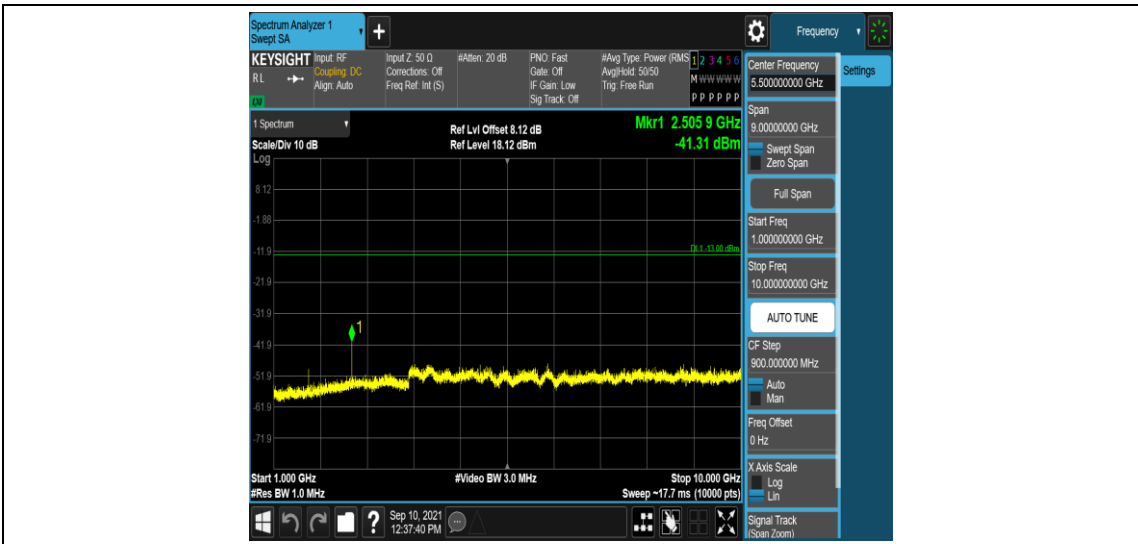 Spectrum Analyzer 1
Swept SA
+
Frequency
KEYSIGHT
RL
LXI
Input: RF
Coupling: DC
Align: Auto
Input Z: 50 Ω
Corrections: Off
Freq Ref: Int (S)
#Atten: 20 dB
PNO: Fast
Gate: Off
IF Gain: Low
Sig Track: Off
#Avg Type: Power (RMS
Avg|Hold: 50/50
Trig: Free Run
1 2 3 4 5 6
M W W W W W
P P P P P P
Center Frequency
5.500000000 GHz
Settings
Span
9.00000000 GHz
Swept Span
Zero Span
Full Span
Start Freq
1.000000000 GHz
Stop Freq
10.000000000 GHz
AUTO TUNE
CF Step
900.000000 MHz
Auto
Man
Freq Offset
0 Hz
X Axis Scale
Log
Lin
Signal Track
(Span Zoom)
1 Spectrum
Scale/Div 10 dB
Log
Ref Lvl Offset 8.12 dB
Ref Level 18.12 dBm
Mkr1 2.505 9 GHz
-41.31 dBm
8.12
-1.88
-11.9
DL1 -13.00 dBm
-21.9
-31.9
1
-41.9
-51.9
-61.9
-71.9
Start 1.000 GHz
#Res BW 1.0 MHz
#Video BW 3.0 MHz
Stop 10.000 GHz
Sweep ~17.7 ms (10000 pts)
?
Sep 10, 2021
12:37:40 PM